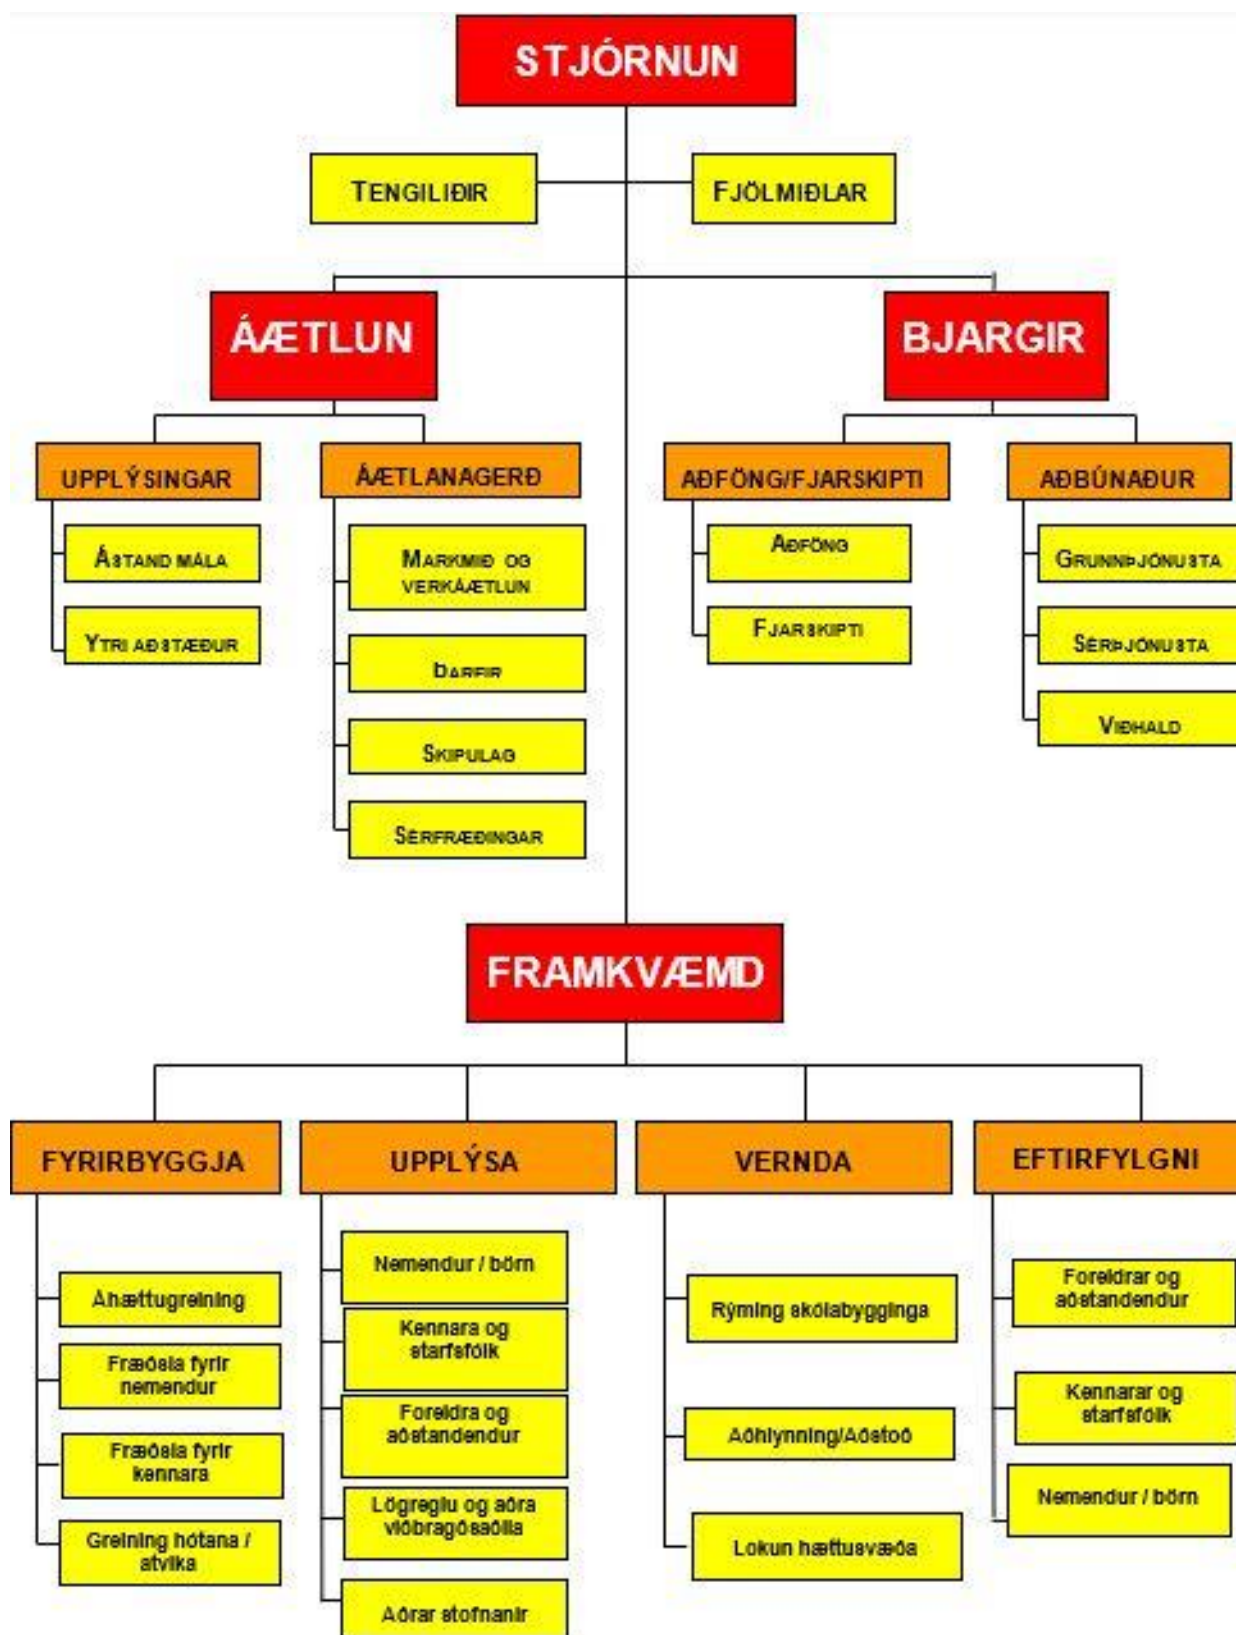 STJÓRNUN
TENGILIÐIR
FJÖLMIÐLAR
ÁÆTLUN
BJARGIR
UPPLÝSINGAR
ÁÆTLANAGERÐ
AÐFÖNG/FJARSKIPTI
AÐBÚNAÐUR
ÁSTAND MÁLA
YTRI AÐSTÆÐUR
MARKMIÐ OG
VERKÁÆTLUN
ÞARFIR
SKIPULAG
SÉRFRÆÐINGAR
AÐFÖNG
FJARSKIPTI
GRUNNÞJÓNUSTA
SÉRÞJÓNUSTA
VIÐHALD
FRAMKVÆMD
FYRIRBYGGJA
UPPLÝSA
VERNDA
EFTIRFYLGNI
Áhættugreining
Fræðsla fyrir
nemendur
Fræðsla fyrir
kennara
Greining hótana /
atvika
Nemendur / börn
Kennara og
starfsfólk
Foreldra og
aðstandendur
Lögreglu og aðra
viðbragðsaðila
Aðrar stofnanir
Rýming skólabygginga
Aðhlynning/Aðstoð
Lokun hættusvæða
Foreldrar og
aðstandendur
Kennarar og
starfsfólk
Nemendur / börn